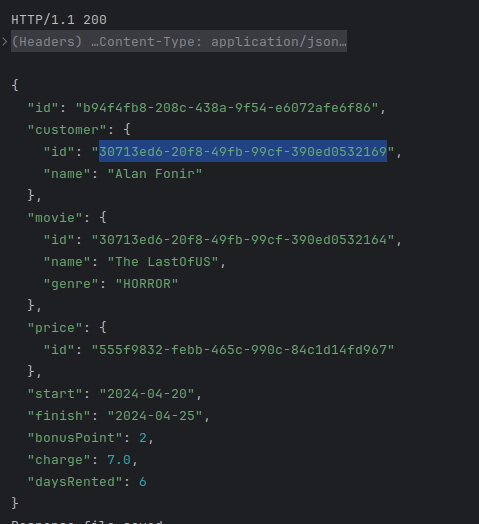 HTTP/1.1 200
(Headers) …Content-Type: application/json…
{
"id": "b94f4fb8-208c-438a-9f54-e6072afe6f86",
"customer": {
"id": "30713ed6-20f8-49fb-99cf-390ed0532169",
"name": "Alan Fonir"
},
"movie": {
"id": "30713ed6-20f8-49fb-99cf-390ed0532164",
"name": "The LastOfUS",
"genre": "HORROR"
},
"price": {
"id": "555f9832-febb-465c-990c-84c1d14fd967"
},
"start": "2024-04-20",
"finish": "2024-04-25",
"bonusPoint": 2,
"charge": 7.0,
"daysRented": 6
}
Response file saved